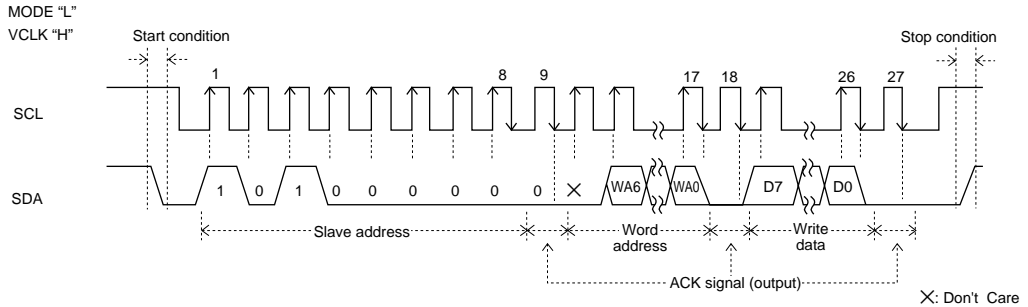 MODE “L”
VCLK “H”
Start condition
Stop condition
1 8 9 17 18 26 27
SCL
SDA
1 0 1 0 0 0 0 0 0 X WA6 WA0 D7 D0
Slave address
Word
address
Write
data
ACK signal (output)
X: Don't Care